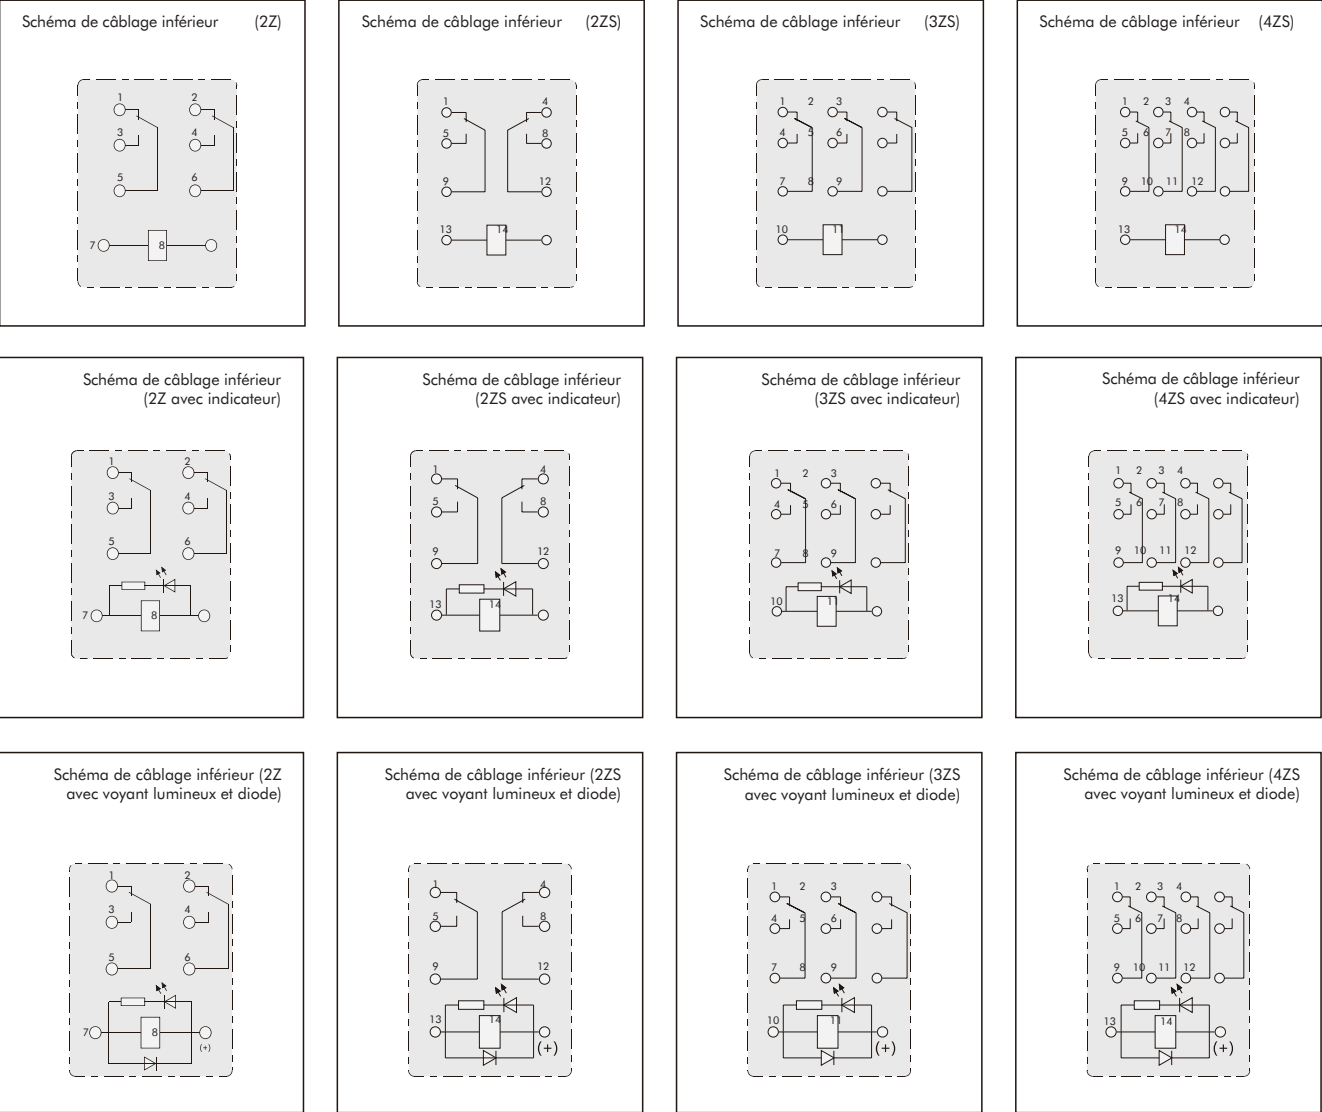 Schéma de câblage inférieur (2Z)
1 2
3 4
5 6
7 8
Schéma de câblage inférieur (2ZS)
1 4
5 8
9 12
13 14
Schéma de câblage inférieur (3ZS)
1 2 3
4 5 6
7 8 9
10 11
Schéma de câblage inférieur (4ZS)
1 2 3 4
5 6 7 8
9 10 11 12
13 14
Schéma de câblage inférieur
(2Z avec indicateur)
1 2
3 4
5 6
7 8
Schéma de câblage inférieur
(2ZS avec indicateur)
1 4
5 8
9 12
13 14
Schéma de câblage inférieur
(3ZS avec indicateur)
1 2 3
4 5 6
7 8 9
10 11
Schéma de câblage inférieur
(4ZS avec indicateur)
1 2 3 4
5 6 7 8
9 10 11 12
13 14
Schéma de câblage inférieur (2Z
avec voyant lumineux et diode)
1 2
3 4
5 6
7 8
(+)
Schéma de câblage inférieur (2ZS
avec voyant lumineux et diode)
1 4
5 8
9 12
13 14
(+)
Schéma de câblage inférieur (3ZS
avec voyant lumineux et diode)
1 2 3
4 5 6
7 8 9
10 11
(+)
Schéma de câblage inférieur (4ZS
avec voyant lumineux et diode)
1 2 3 4
5 6 7 8
9 10 11 12
13 14
(+)